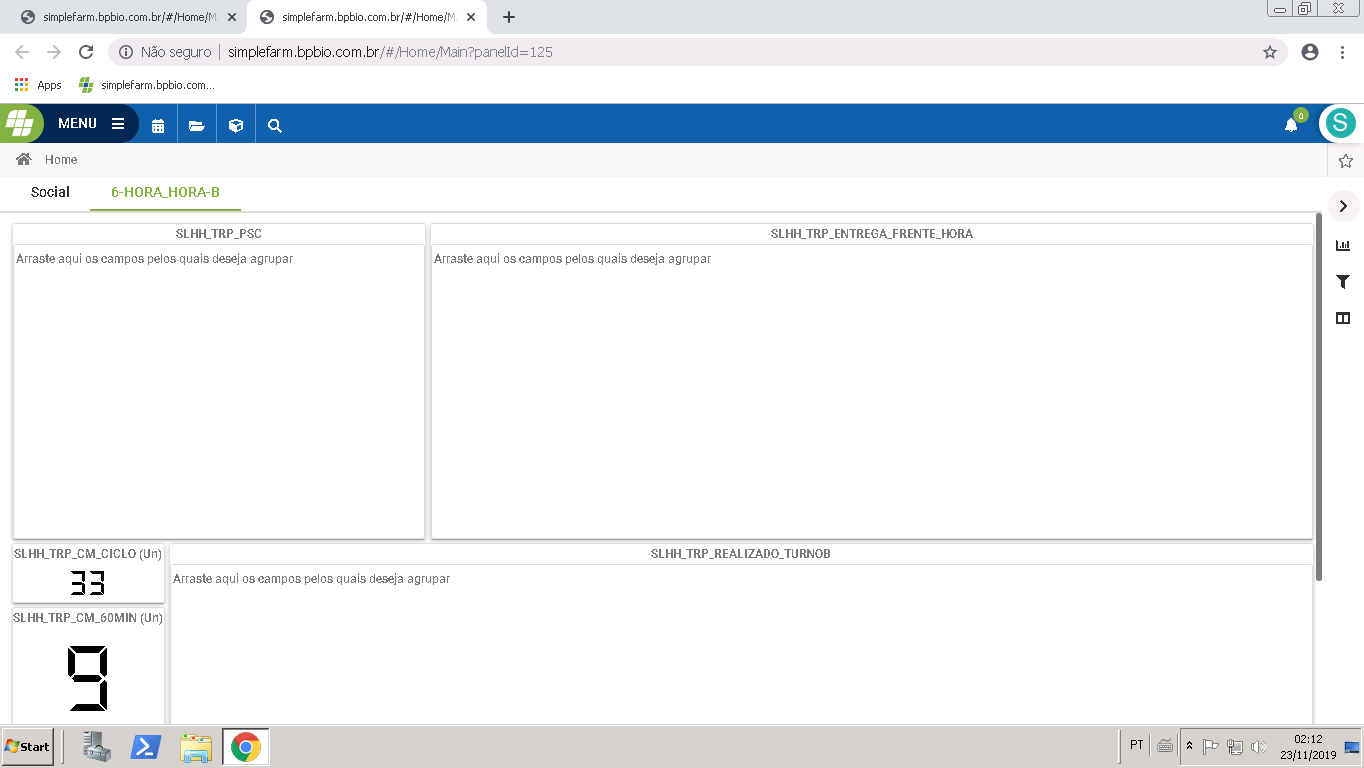 simplefarm.bpbio.com.br/#/Home/M
simplefarm.bpbio.com.br/#/Home/M
Não seguro
simplefarm.bpbio.com.br/#/Home/Main?panelId=125
Apps
simplefarm.bpbio.com...
MENU
0
S
Home
Social
6-HORA_HORA-B
SLHH_TRP_PSC
SLHH_TRP_ENTREGA_FRENTE_HORA
Arraste aqui os campos pelos quais deseja agrupar
Arraste aqui os campos pelos quais deseja agrupar
SLHH_TRP_CM_CICLO (Un)
SLHH_TRP_REALIZADO_TURNOB
33
Arraste aqui os campos pelos quais deseja agrupar
SLHH_TRP_CM_60MIN (Un)
9
Start
PT
02:12
23/11/2019